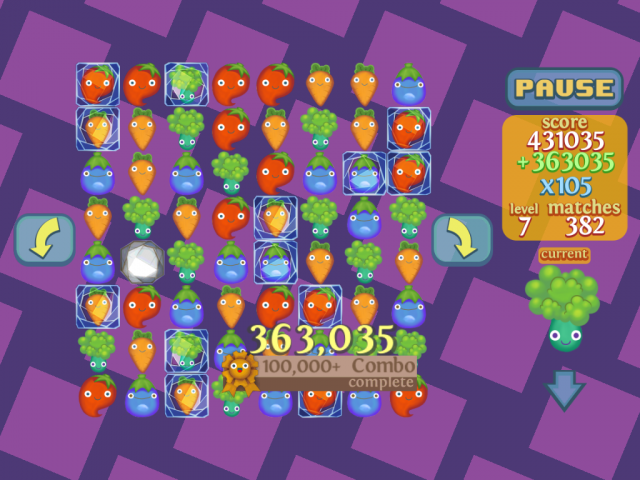 PAUSE
score
431035
+363035
x105
level matches
7 382
current
363,035
100,000+ Combo
complete